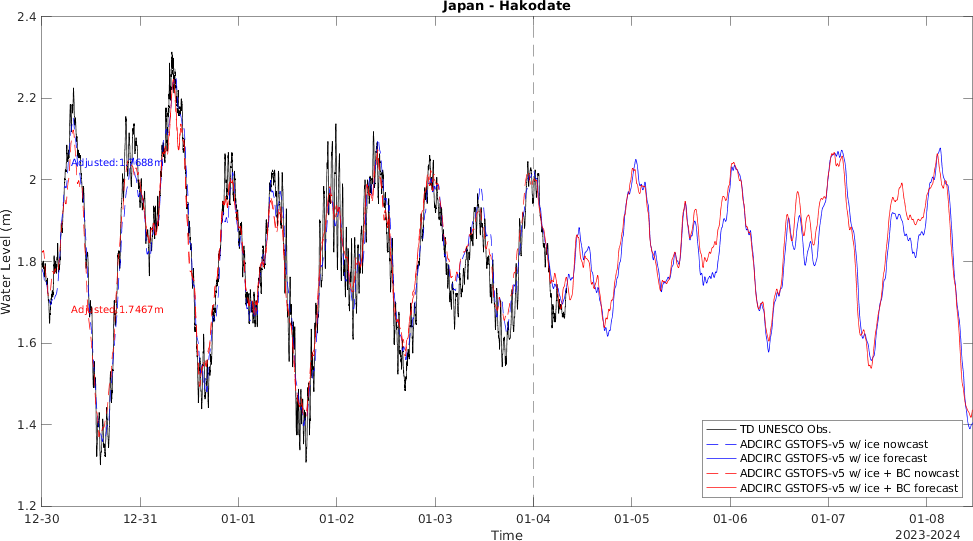 Japan - Hakodate
2.4
2.2
2
1.8
1.6
1.4
1.2
Water Level (m)
Adjusted:1.7688m
Adjusted:1.7467m
TD UNESCO Obs.
ADCIRC GSTOFS-v5 w/ ice nowcast
ADCIRC GSTOFS-v5 w/ ice forecast
ADCIRC GSTOFS-v5 w/ ice + BC nowcast
ADCIRC GSTOFS-v5 w/ ice + BC forecast
12-30 12-31 01-01 01-02 01-03 01-04 01-05 01-06 01-07 01-08
Time
2023-2024